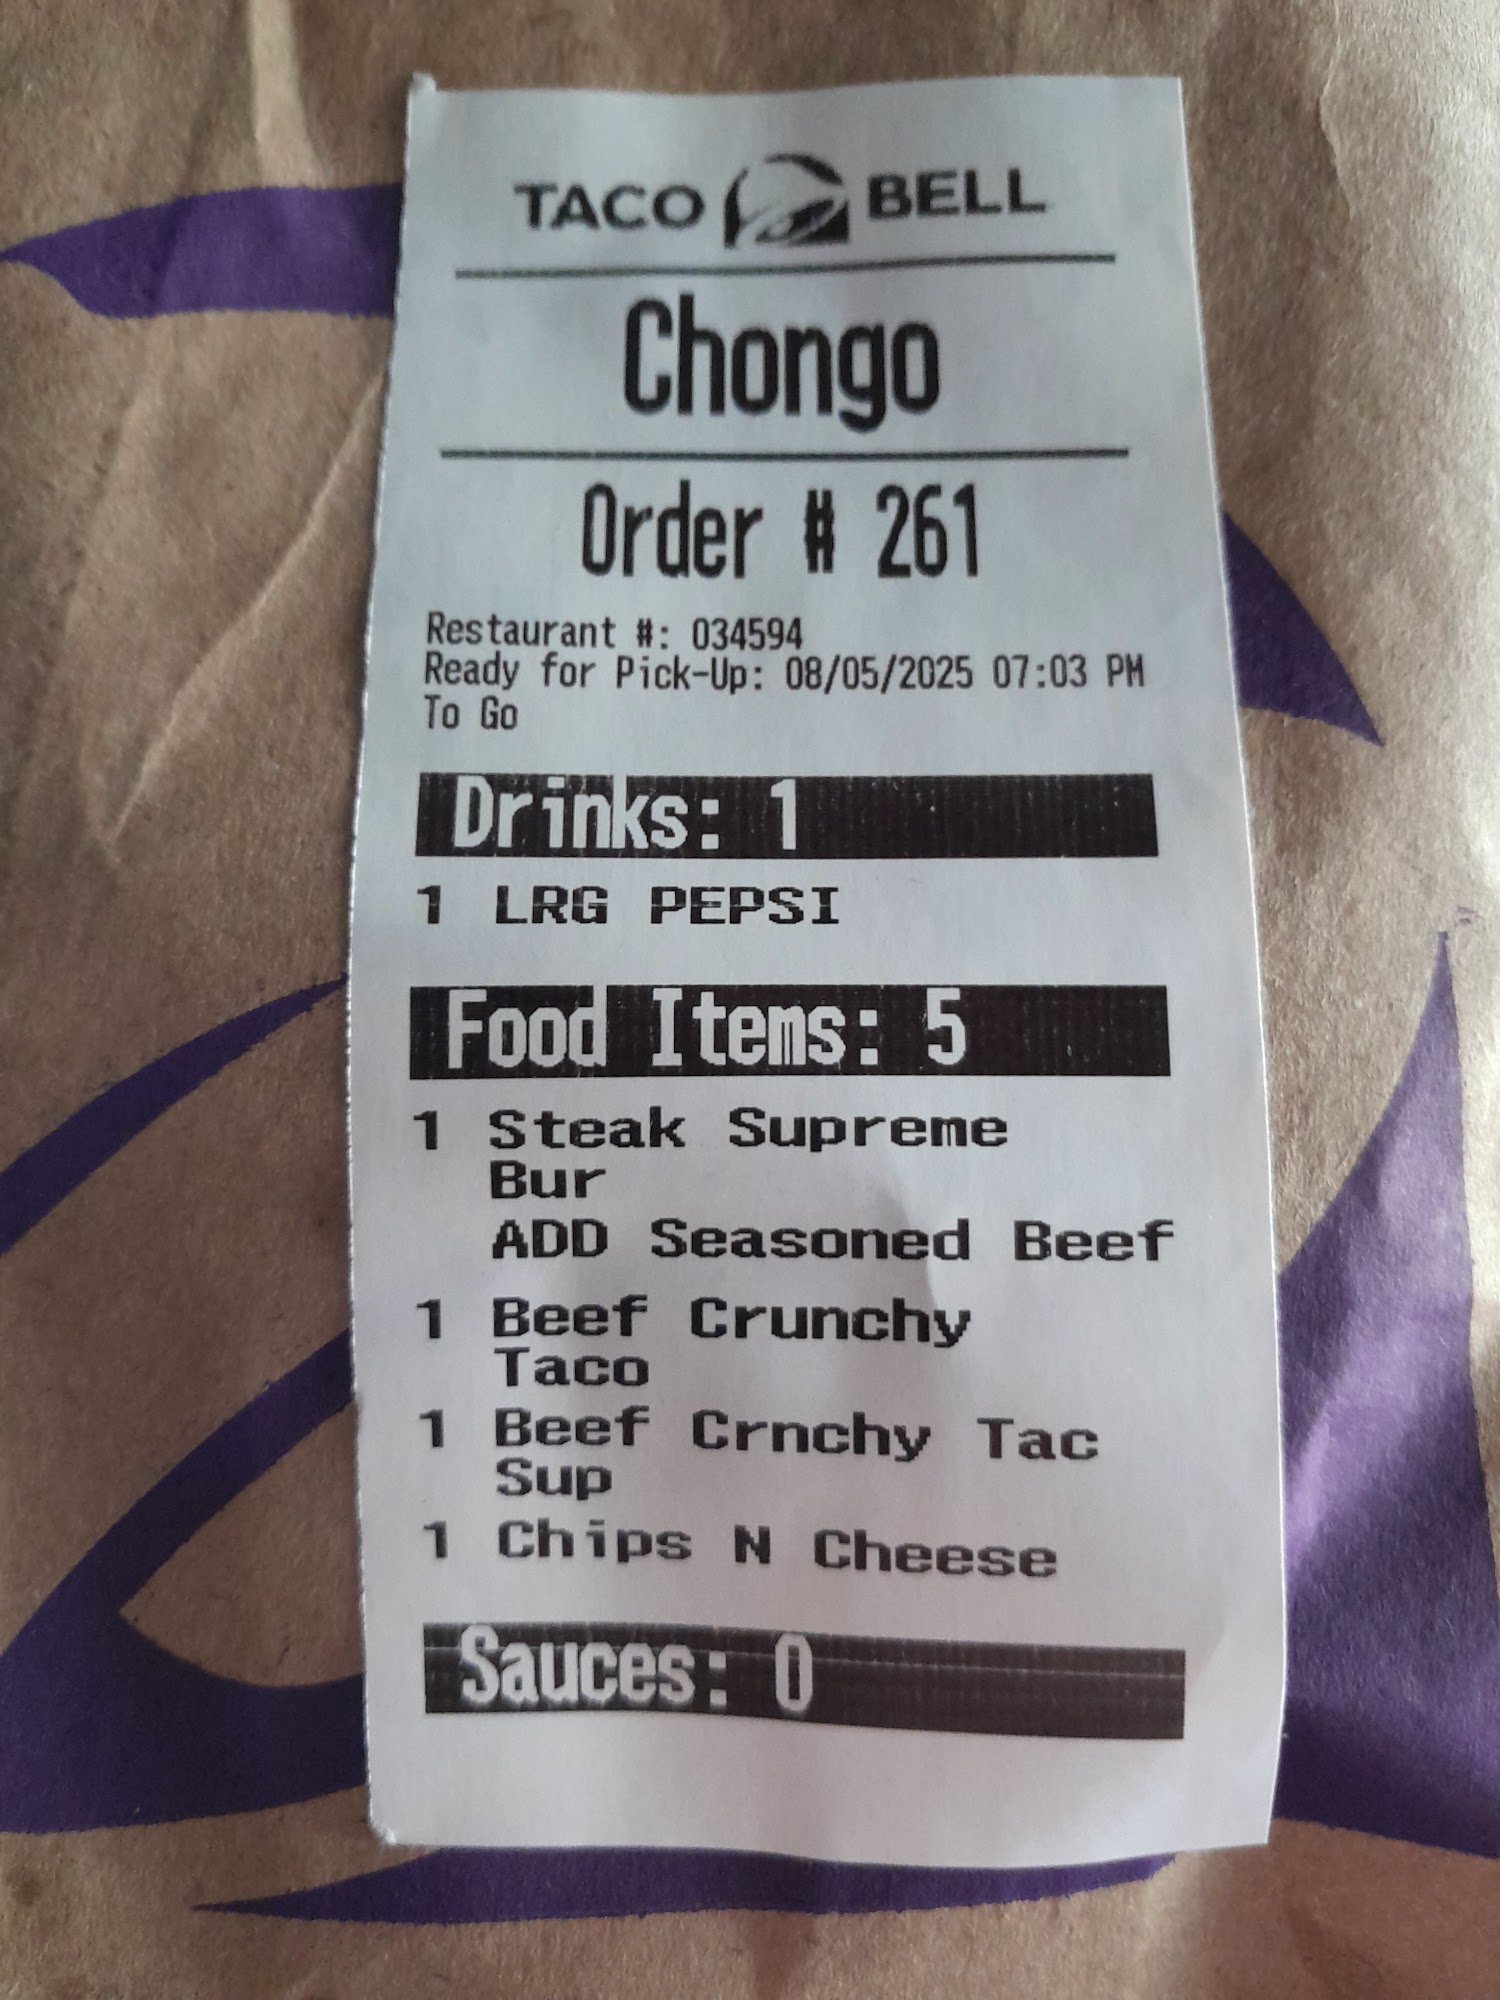 TACO BELL
Chongo
Order # 261
Restaurant #: 034594
Ready for Pick-Up: 08/05/2025 07:03 PM
To Go
Drinks: 1
1 LRG PEPSI
Food Items: 5
1 Steak Supreme
Bur
ADD Seasoned Beef
1 Beef Crunchy
Taco
1 Beef Crnchy Tac
Sup
1 Chips N Cheese
Sauces: 0